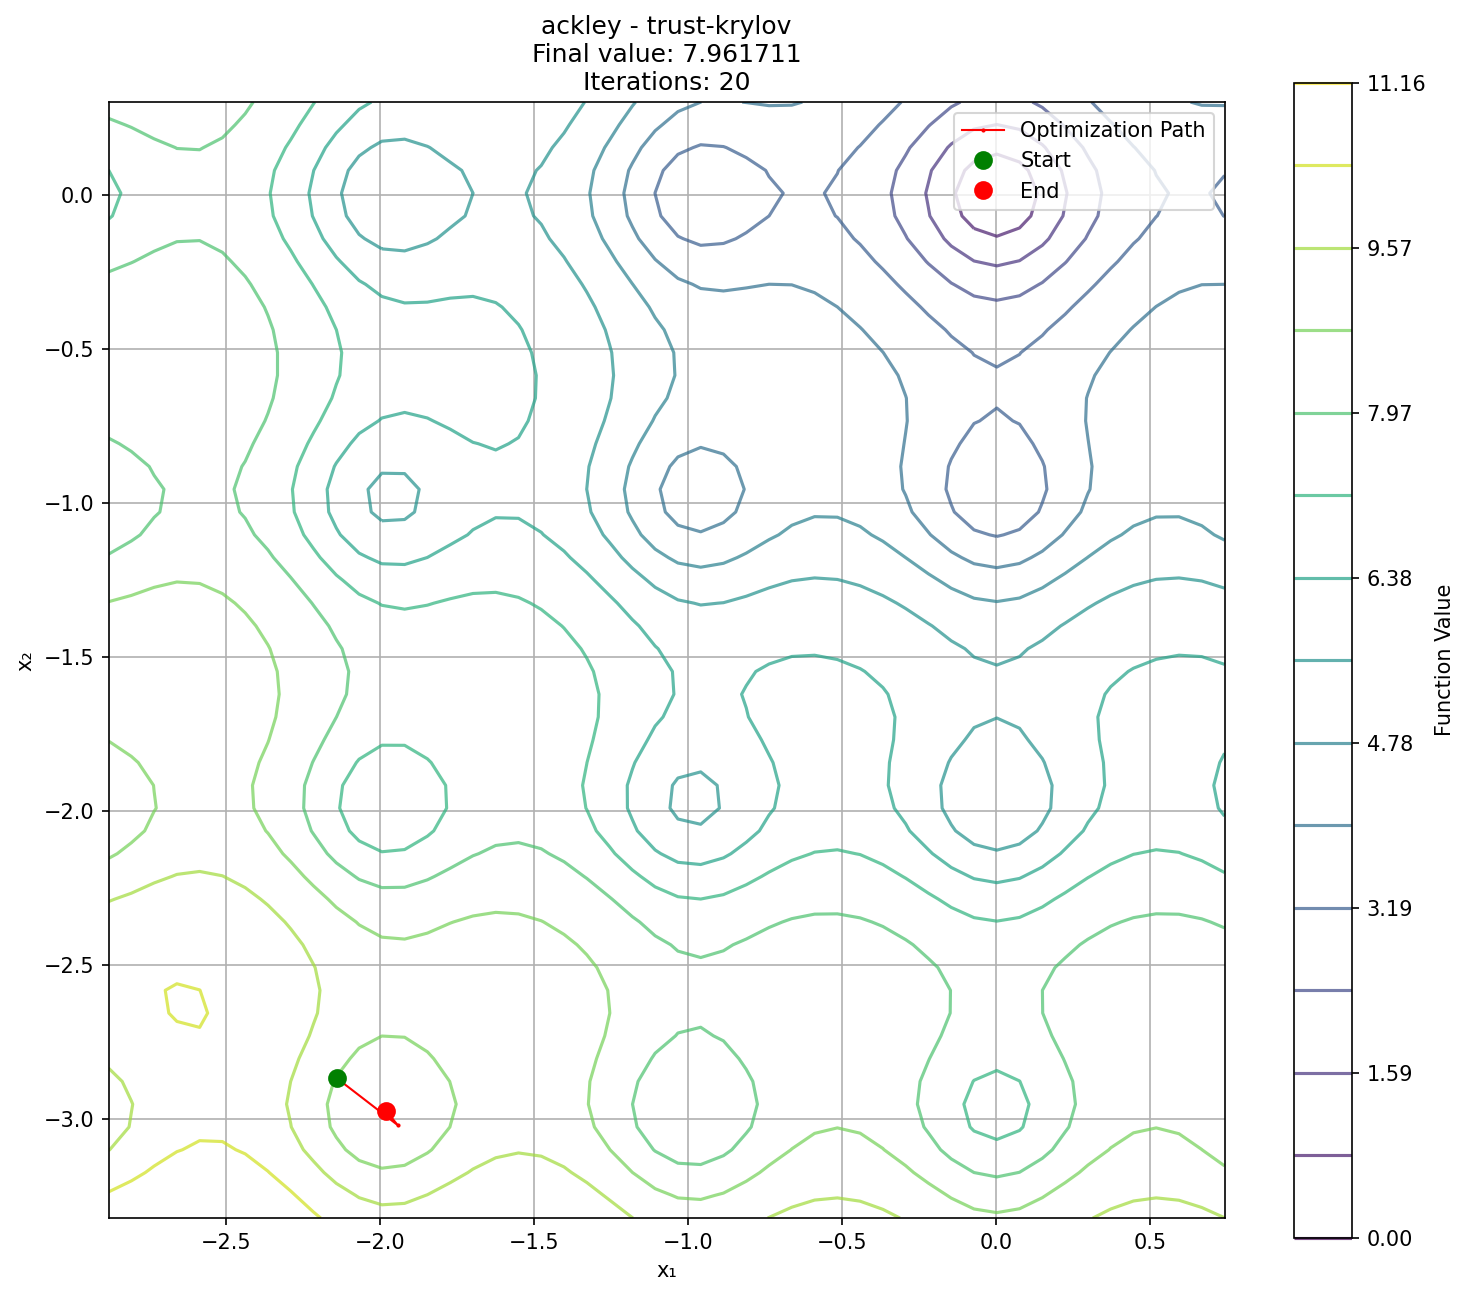 ackley - trust-krylov
Final value: 7.961711
Iterations: 20
Optimization Path
Start
End
0.0
−0.5
−1.0
−1.5
−2.0
−2.5
−3.0
x₂
−2.5
−2.0
−1.5
−1.0
−0.5
0.0
0.5
x₁
11.16
9.57
7.97
6.38
4.78
3.19
1.59
0.00
Function Value